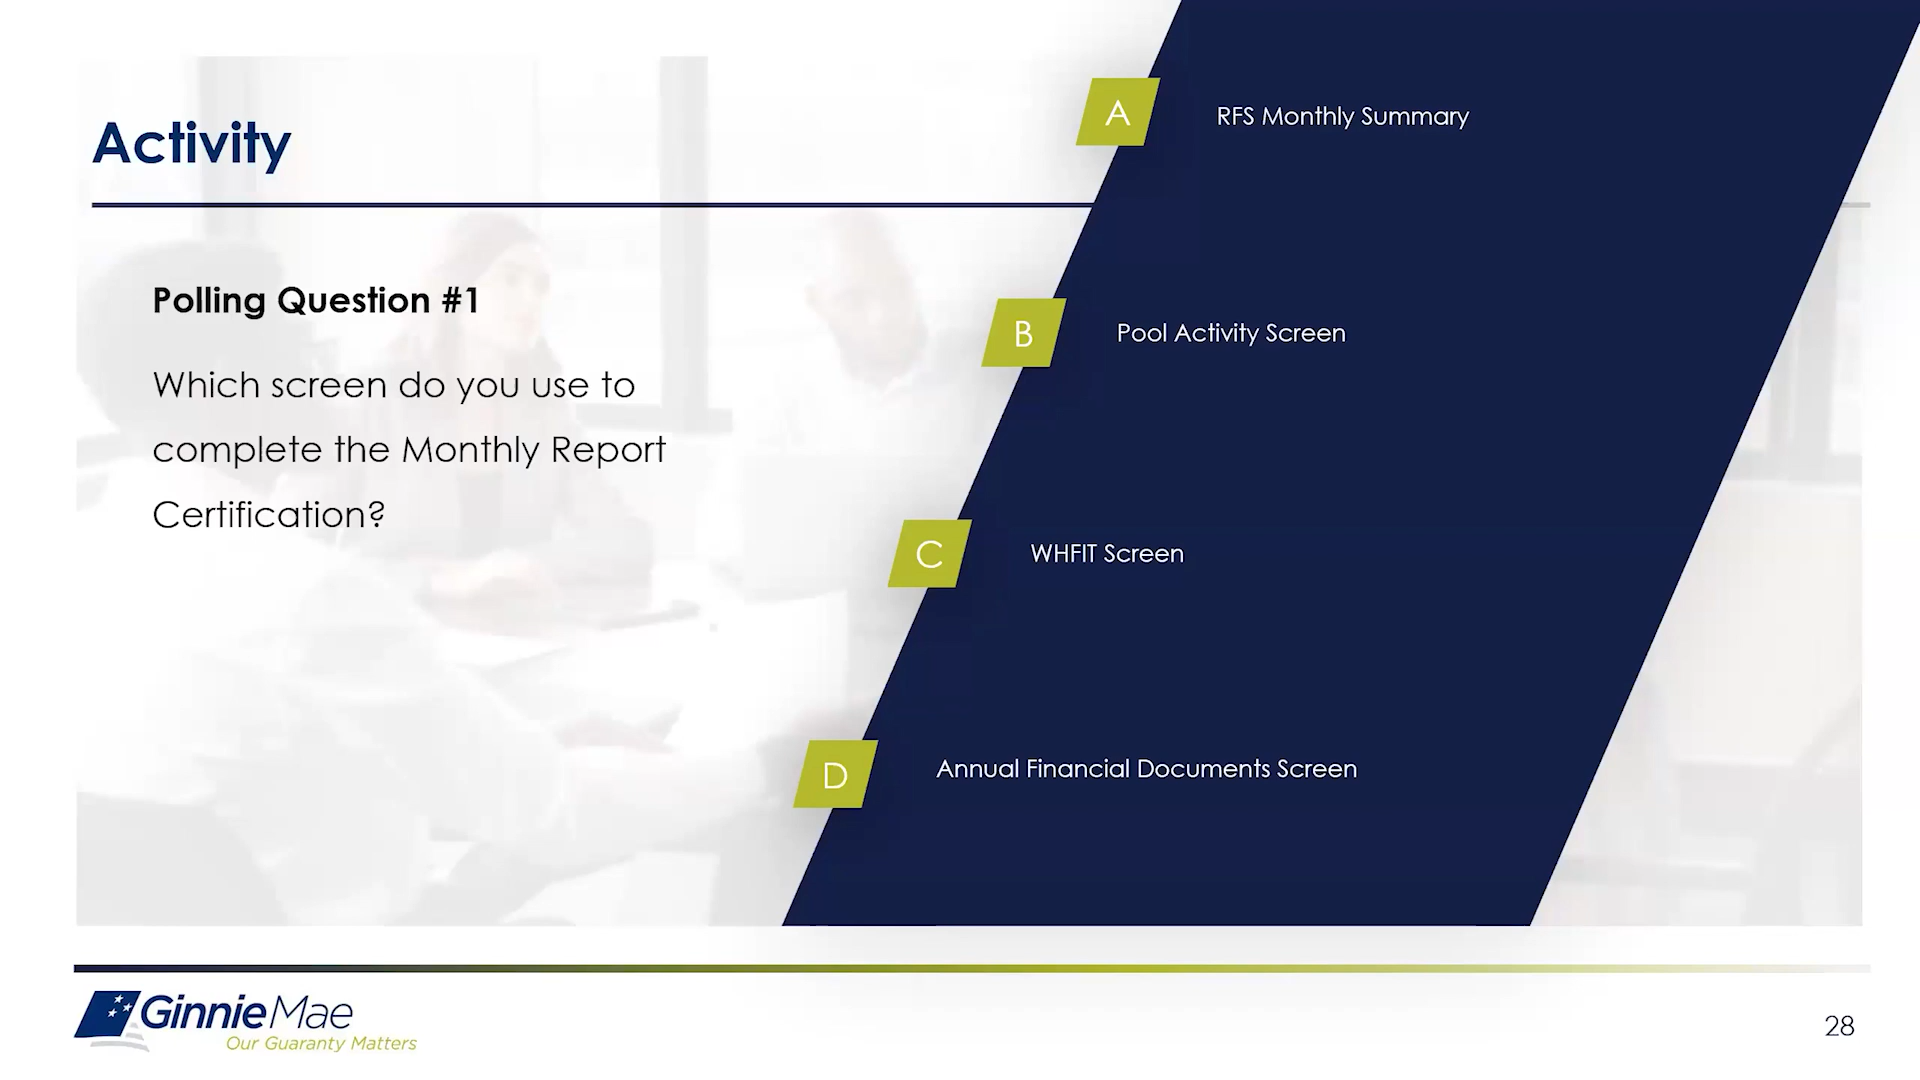 Activity
Polling Question #1
Which screen do you use to
complete the Monthly Report
Certification?
A
RFS Monthly Summary
B
Pool Activity Screen
C
WHFIT Screen
D
Annual Financial Documents Screen
GinnieMae
Our Guaranty Matters
28